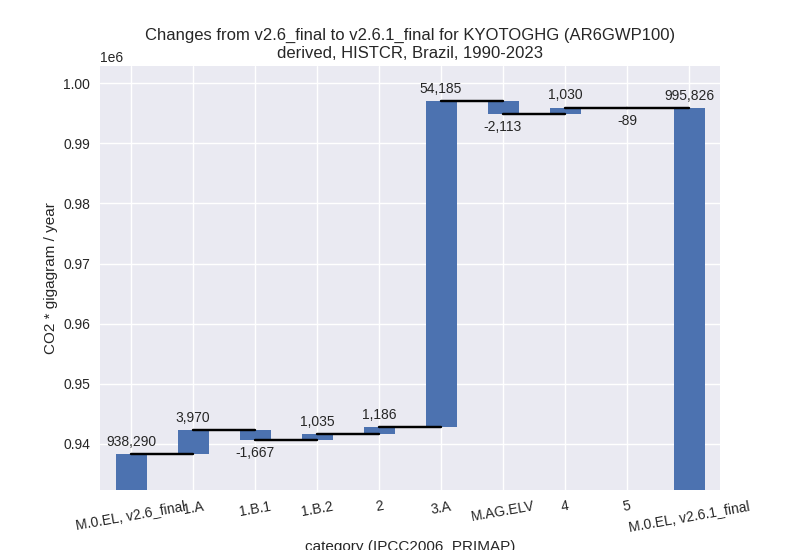 Changes from v2.6_final to v2.6.1_final for KYOTOGHG (AR6GWP100)
derived, HISTCR, Brazil, 1990-2023
1e6
1.00
0.99
0.98
0.97
0.96
0.95
0.94
CO2 * gigagram / year
938,290
3,970
-1,667
1,035
1,186
54,185
-2,113
1,030
-89
995,826
M.0.EL, v2.6_final
1.A
1.B.1
1.B.2
2
3.A
M.AG.ELV
4
5
M.0.EL, v2.6.1_final
category (IPCC2006_PRIMAP)